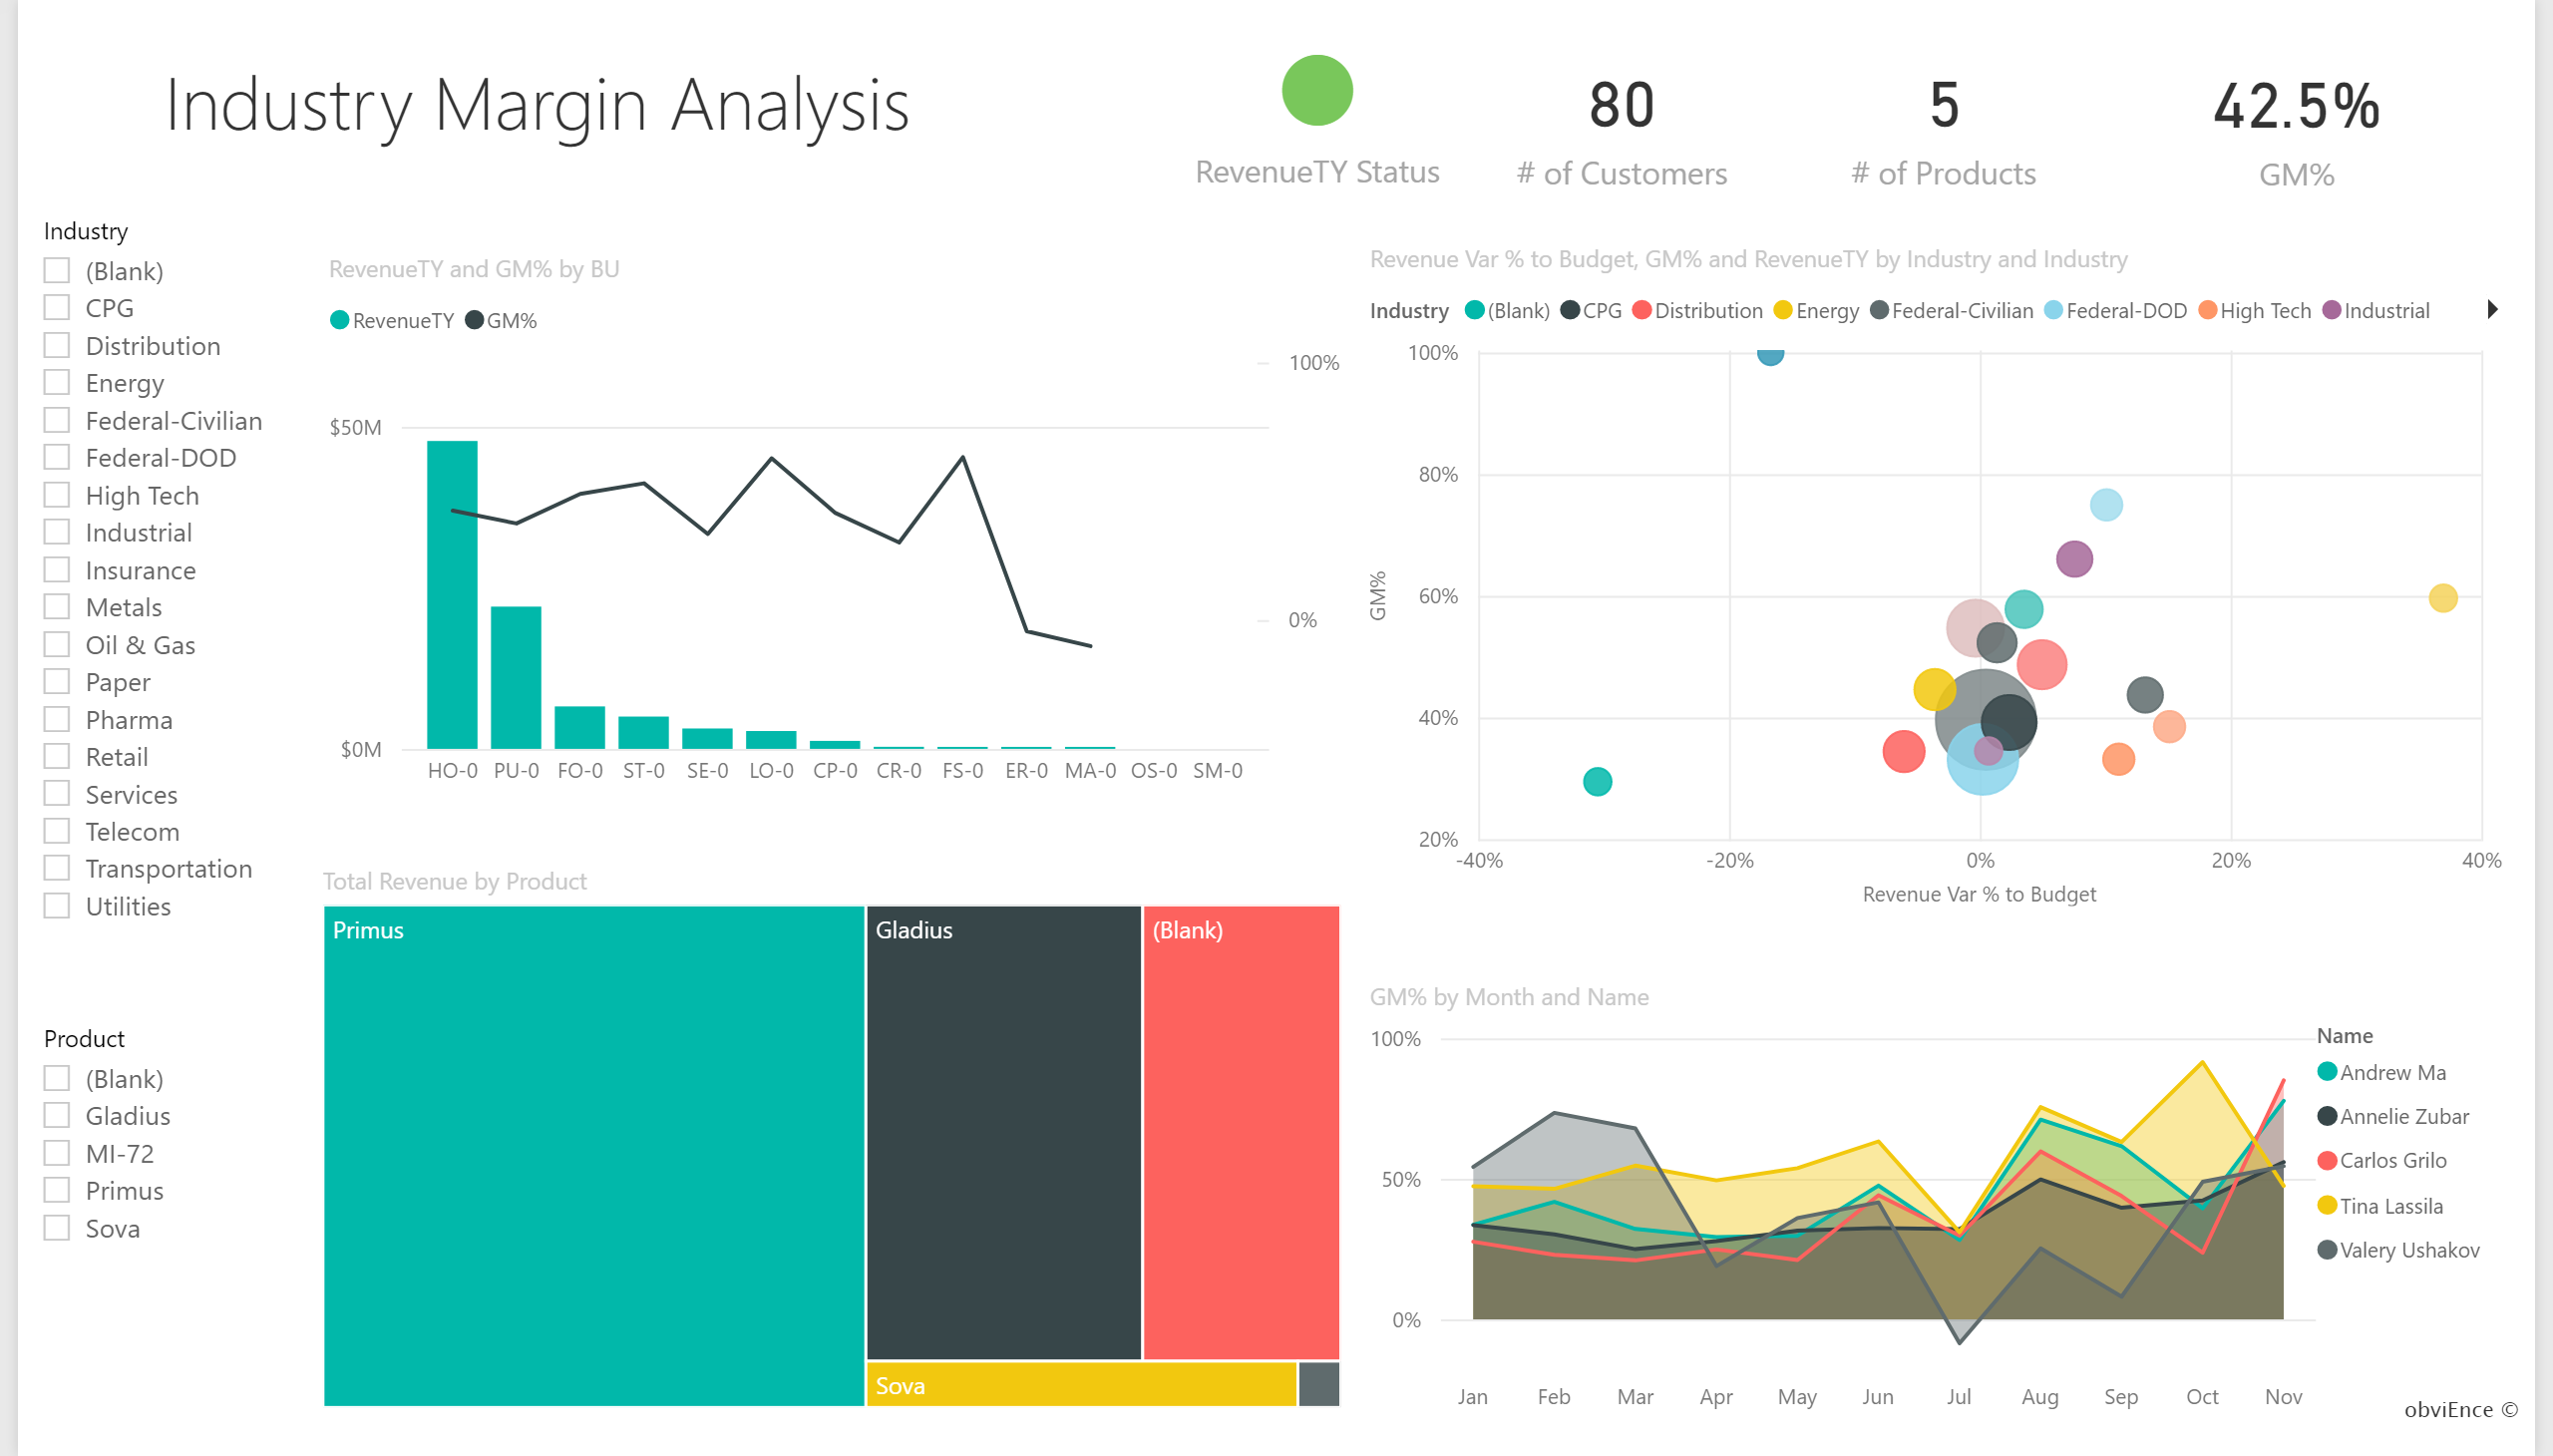 Industry Margin Analysis
RevenueTY Status
80
# of Customers
5
# of Products
42.5%
GM%
Industry
(Blank)
CPG
Distribution
Energy
Federal-Civilian
Federal-DOD
High Tech
Industrial
Insurance
Metals
Oil & Gas
Paper
Pharma
Retail
Services
Telecom
Transportation
Utilities
Product
(Blank)
Gladius
MI-72
Primus
Sova
RevenueTY and GM% by BU
RevenueTY GM%
100%
$50M
0%
$0M
HO-0 PU-0 FO-0 ST-0 SE-0 LO-0 CP-0 CR-0 FS-0 ER-0 MA-0 OS-0 SM-0
Revenue Var % to Budget, GM% and RevenueTY by Industry and Industry
Industry (Blank) CPG Distribution Energy Federal-Civilian Federal-DOD High Tech Industrial
100%
80%
60%
40%
20%
GM%
-40% -20% 0% 20% 40%
Revenue Var % to Budget
Total Revenue by Product
Primus
Gladius
(Blank)
Sova
GM% by Month and Name
100%
50%
0%
Jan Feb Mar Apr May Jun Jul Aug Sep Oct Nov
Name
Andrew Ma
Annelie Zubar
Carlos Grilo
Tina Lassila
Valery Ushakov
obviEnce ©